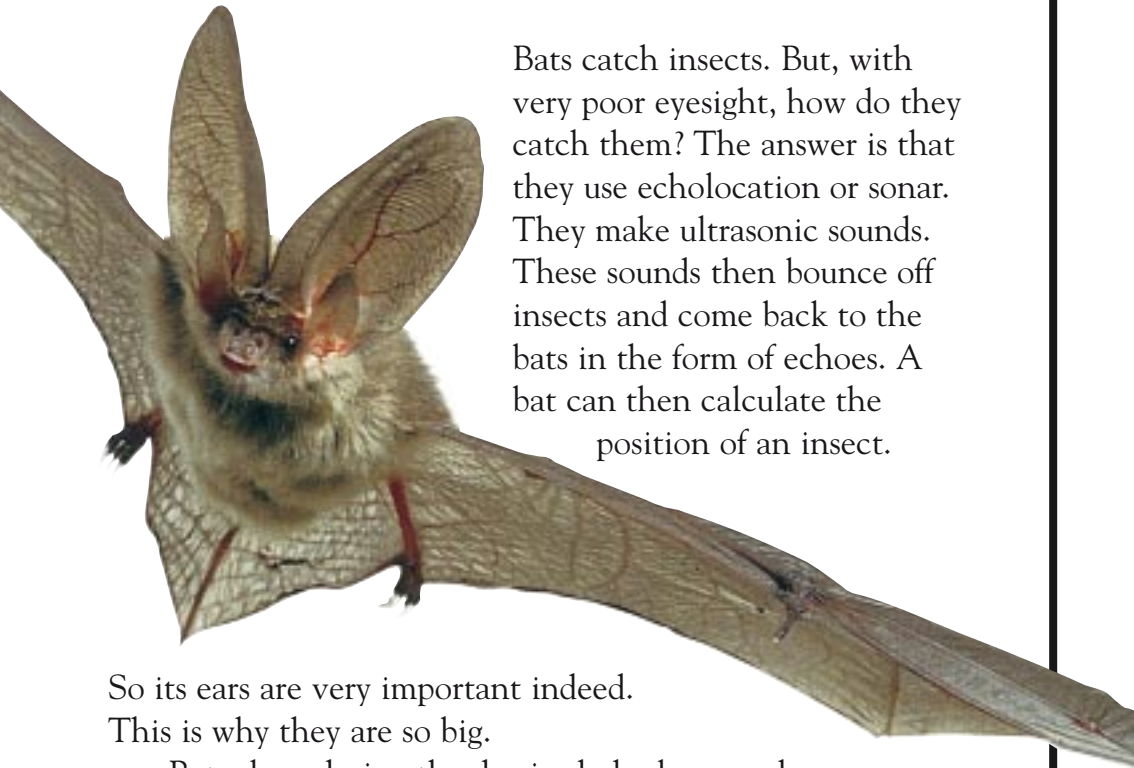 Bats catch insects. But, with
very poor eyesight, how do they
catch them? The answer is that
they use echolocation or sonar.
They make ultrasonic sounds.
These sounds then bounce off
insects and come back to the
bats in the form of echoes. A
bat can then calculate the
position of an insect.
So its ears are very important indeed.
This is why they are so big.